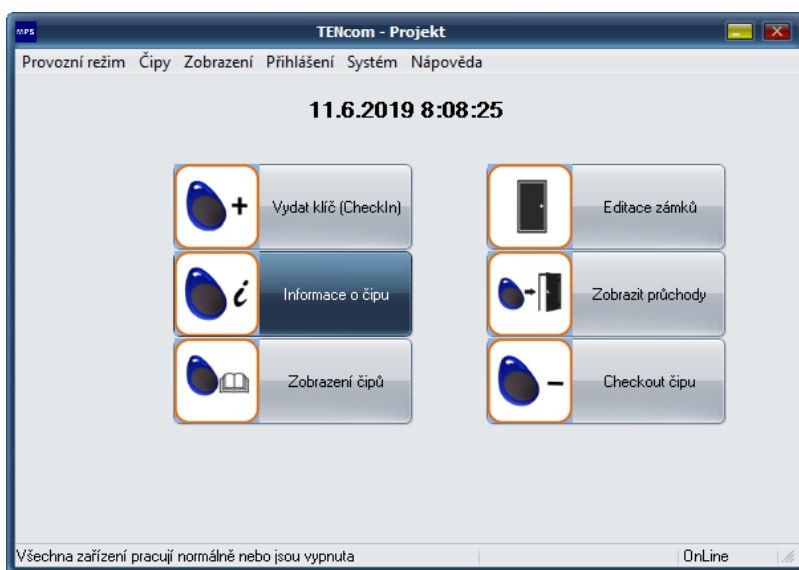 MPS TENcom - Projekt
Provozní režim Čipy Zobrazení Přihlášení Systém Nápověda
11.6.2019 8:08:25
Vydat klíč (CheckIn)
Editace zámků
Informace o čipu
Zobrazit průchody
Zobrazení čipů
Checkout čipu
Všechna zařízení pracují normálně nebo jsou vypnuta OnLine